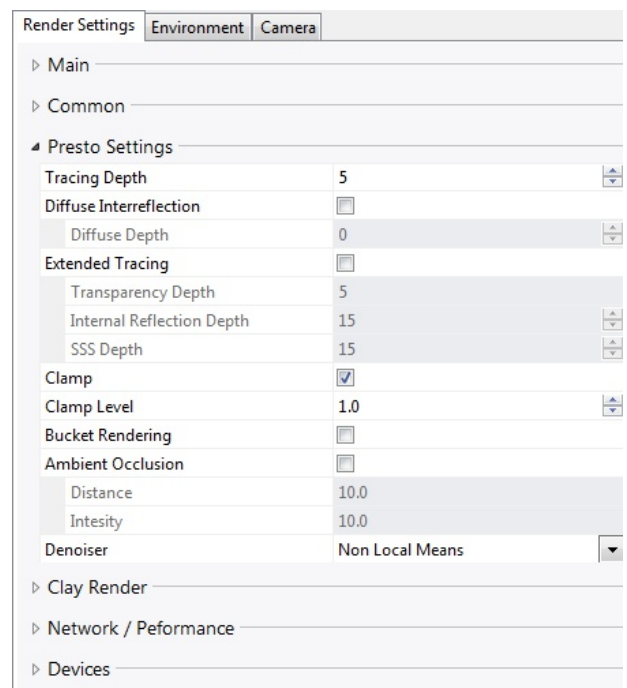 Render Settings Environment Camera
Main
Common
Presto Settings
Tracing Depth 5
Diffuse Interreflection
Diffuse Depth 0
Extended Tracing
Transparency Depth 5
Internal Reflection Depth 15
SSS Depth 15
Clamp
Clamp Level 1.0
Bucket Rendering
Ambient Occlusion
Distance 10.0
Intesity 10.0
Denoiser Non Local Means
Clay Render
Network / Peformance
Devices